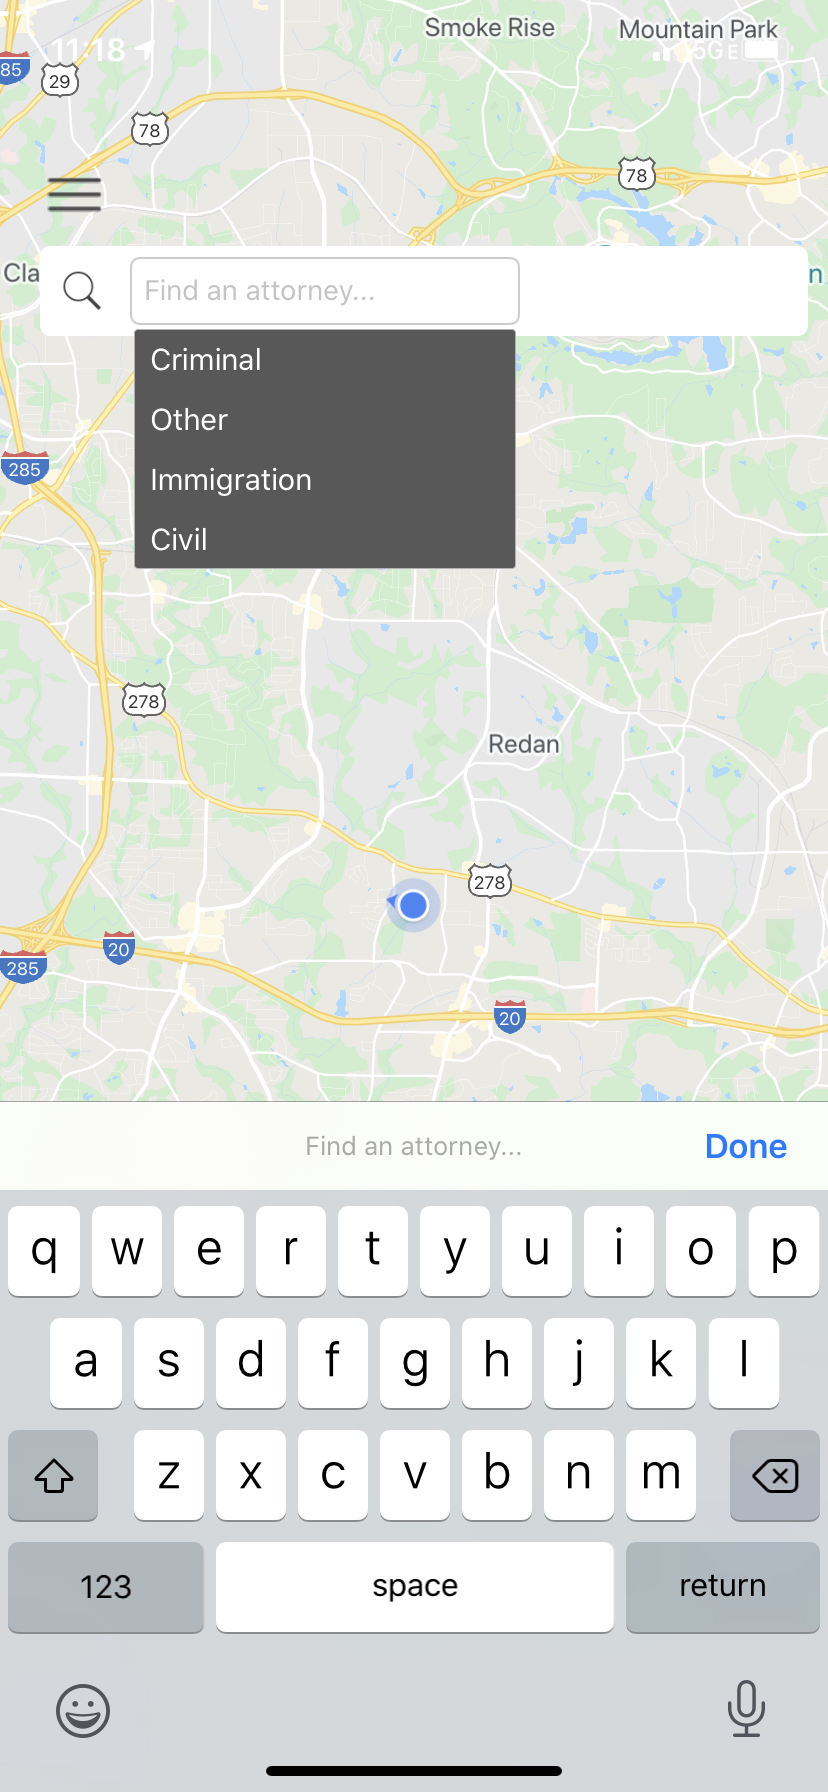 Smoke Rise
Mountain Park
11:18
5G E
85
29
78
78
Cla
n
Find an attorney...
Criminal
Other
Immigration
Civil
285
278
Redan
278
20
285
20
Find an attorney...
Done
q w e r t y u i o p
a s d f g h j k l
z x c v b n m
123
space
return